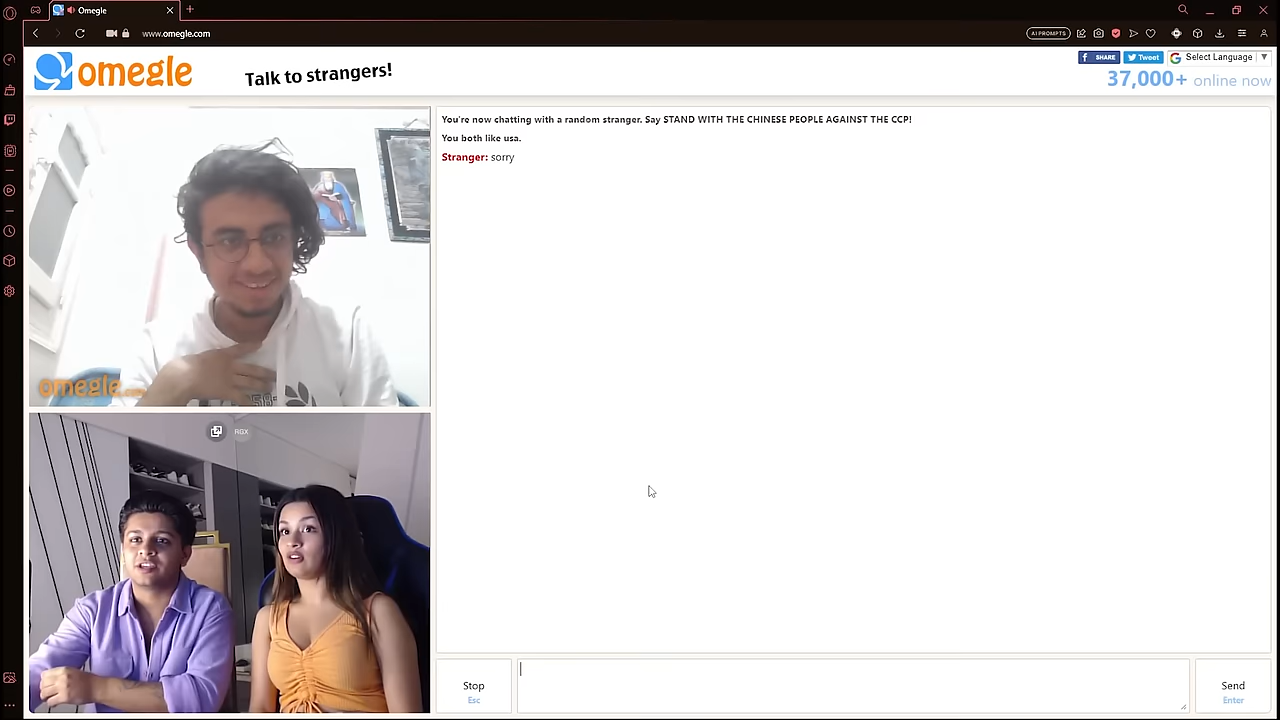 Omegle
www.omegle.com
AI PROMPTS
omegle
Talk to strangers!
SHARE
Tweet
Select Language
37,000+ online now
You're now chatting with a random stranger. Say STAND WITH THE CHINESE PEOPLE AGAINST THE CCP!
You both like usa.
Stranger: sorry
omegle
58
RGX
Stop
Esc
Send
Enter